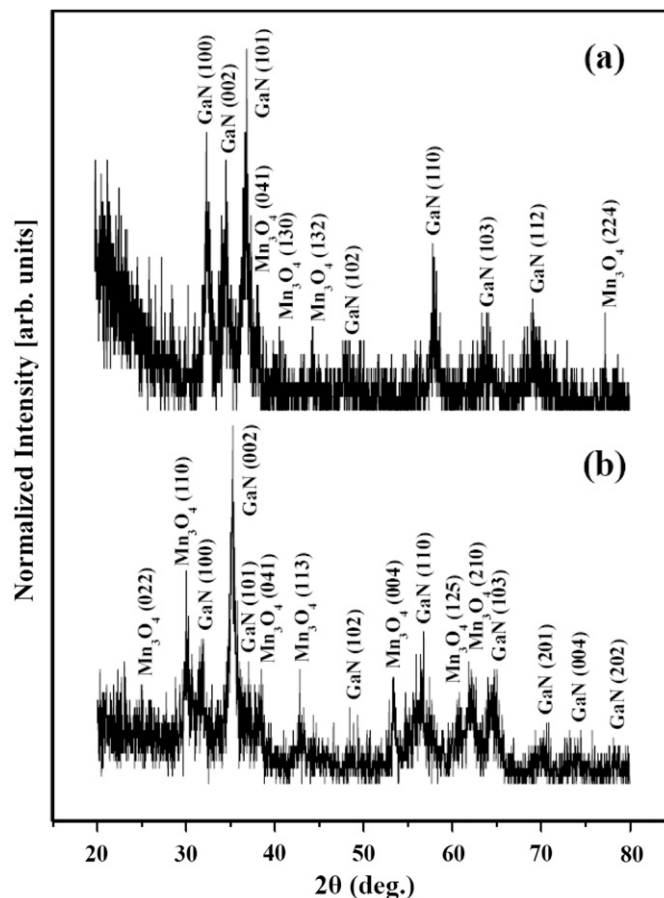 (a)
GaN (100)
GaN (002)
GaN (101)
Mn₃O₄ (041)
Mn₃O₄ (130)
Mn₃O₄ (132)
GaN (102)
GaN (110)
GaN (103)
GaN (112)
Mn₃O₄ (224)
(b)
Mn₃O₄ (022)
Mn₃O₄ (110)
GaN (100)
GaN (002)
GaN (101)
Mn₃O₄ (041)
Mn₃O₄ (113)
GaN (102)
Mn₃O₄ (004)
GaN (110)
Mn₃O₄ (125)
Mn₃O₄ (210)
GaN (103)
GaN (201)
GaN (004)
GaN (202)
Normalized Intensity [arb. units]
20 30 40 50 60 70 80
2θ (deg.)